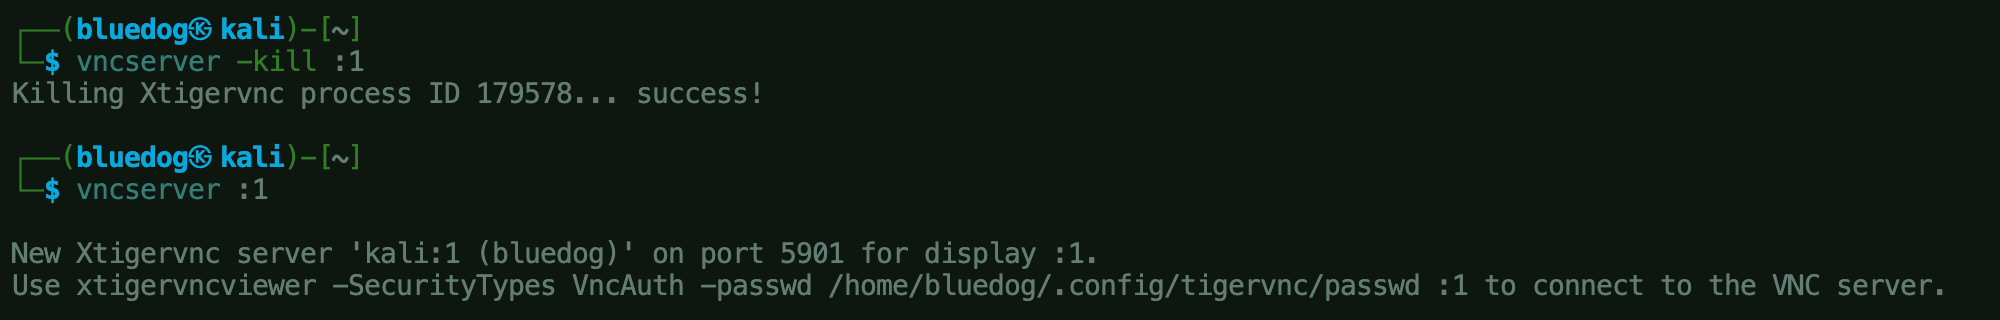 ┌──(bluedog㉿kali)-[~]
└─$ vncserver -kill :1
Killing Xtigervnc process ID 179578... success!
┌──(bluedog㉿kali)-[~]
└─$ vncserver :1
New Xtigervnc server 'kali:1 (bluedog)' on port 5901 for display :1.
Use xtigervncviewer -SecurityTypes VncAuth -passwd /home/bluedog/.config/tigervnc/passwd :1 to connect to the VNC server.